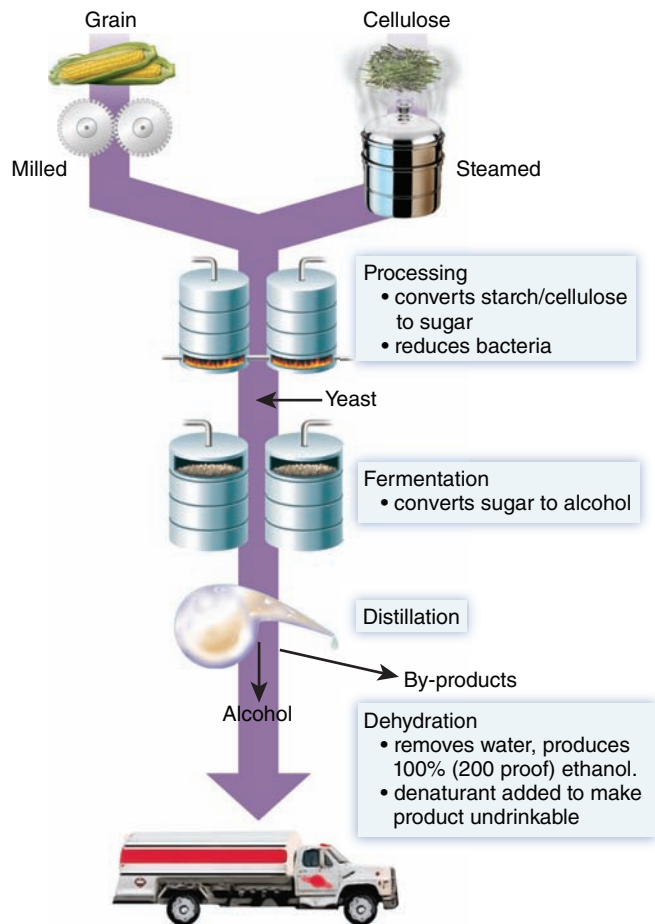 Grain
Cellulose
Milled
Steamed
Processing
• converts starch/cellulose
to sugar
• reduces bacteria
Yeast
Fermentation
• converts sugar to alcohol
Distillation
By-products
Alcohol
Dehydration
• removes water, produces
100% (200 proof) ethanol.
• denaturant added to make
product undrinkable